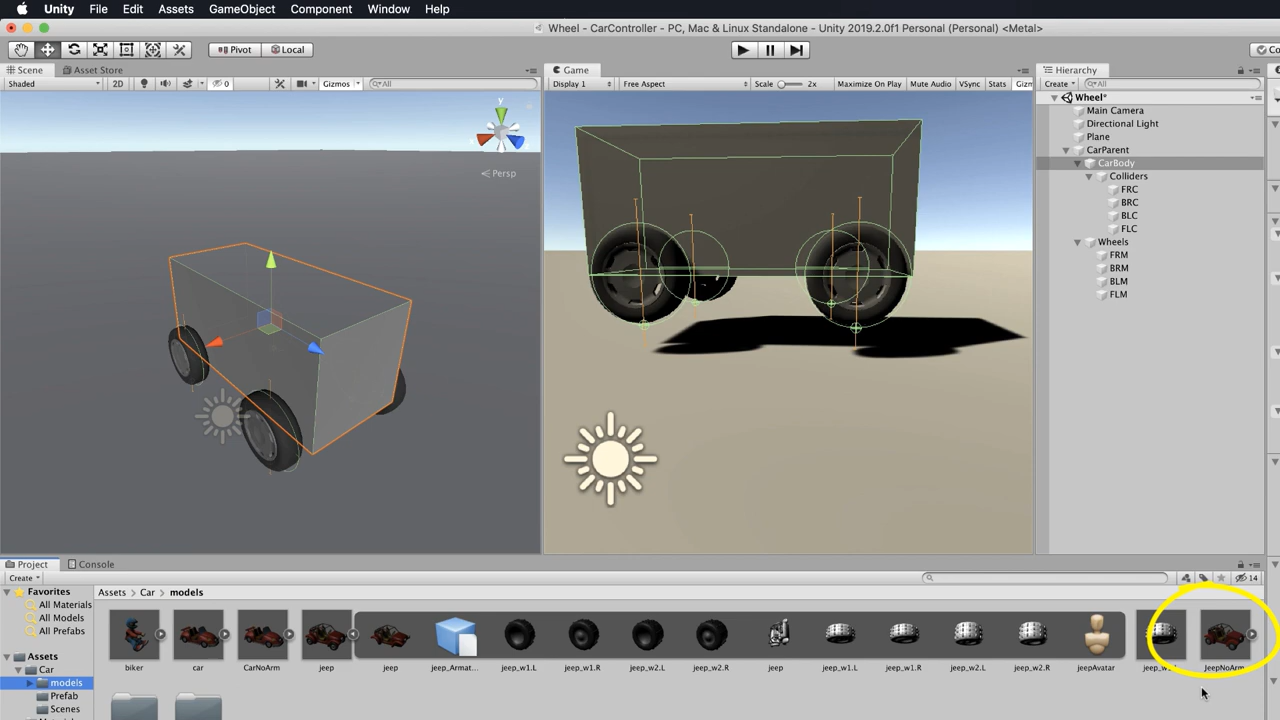 Unity File Edit Assets GameObject Component Window Help
Wheel - CarController - PC, Mac & Linux Standalone - Unity 2019.2.0f1 Personal (Personal) <Metal>
Pivot Local
Scene Asset Store Game Hierarchy
Shaded 2D 0 Gizmos All Display 1 Free Aspect Scale 2x Maximize On Play Mute Audio VSync Stats Create All
Wheel*
Main Camera
Directional Light
Plane
CarParent
CarBody
Colliders
FRC
BRC
BLC
FLC
Wheels
FRM
BRM
BLM
FLM
y
Persp
Project Console
Create 14
Favorites
All Materials
All Models
All Prefabs
Assets
Car
models
Prefab
Scenes
Assets Car models
biker car CarNoArm jeep jeep jeep_Armat... jeep_w1.L jeep_w1.R jeep_w2.L jeep_w2.R jeep jeep_w1.L jeep_w1.R jeep_w2.L jeep_w2.R jeepAvatar JeepNoArm